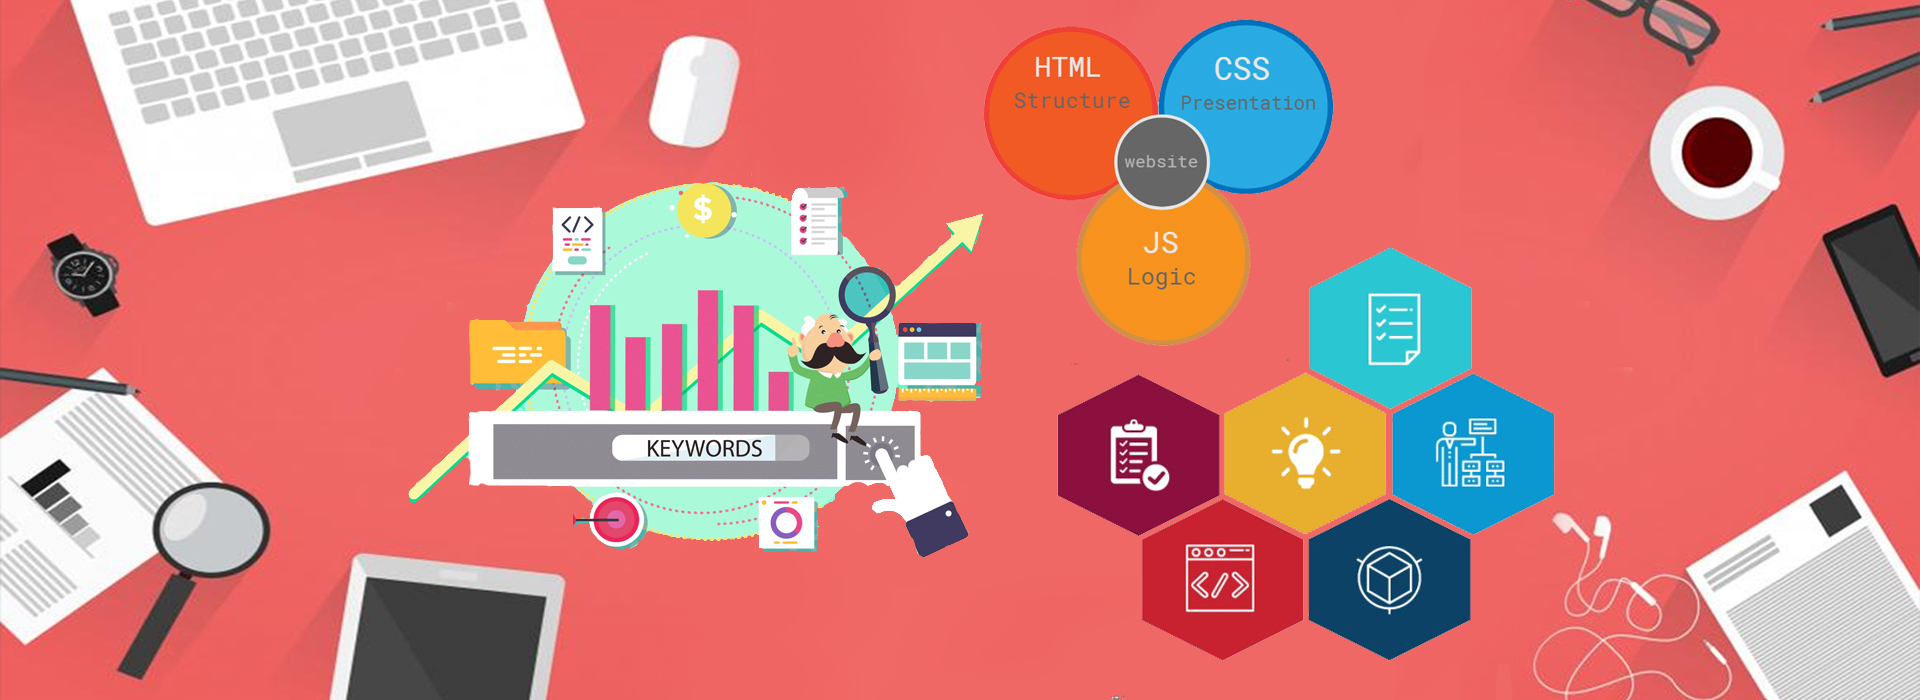 HTML
Structure
CSS
Presentation
website
JS
Logic
</>
$
KEYWORDS
</>